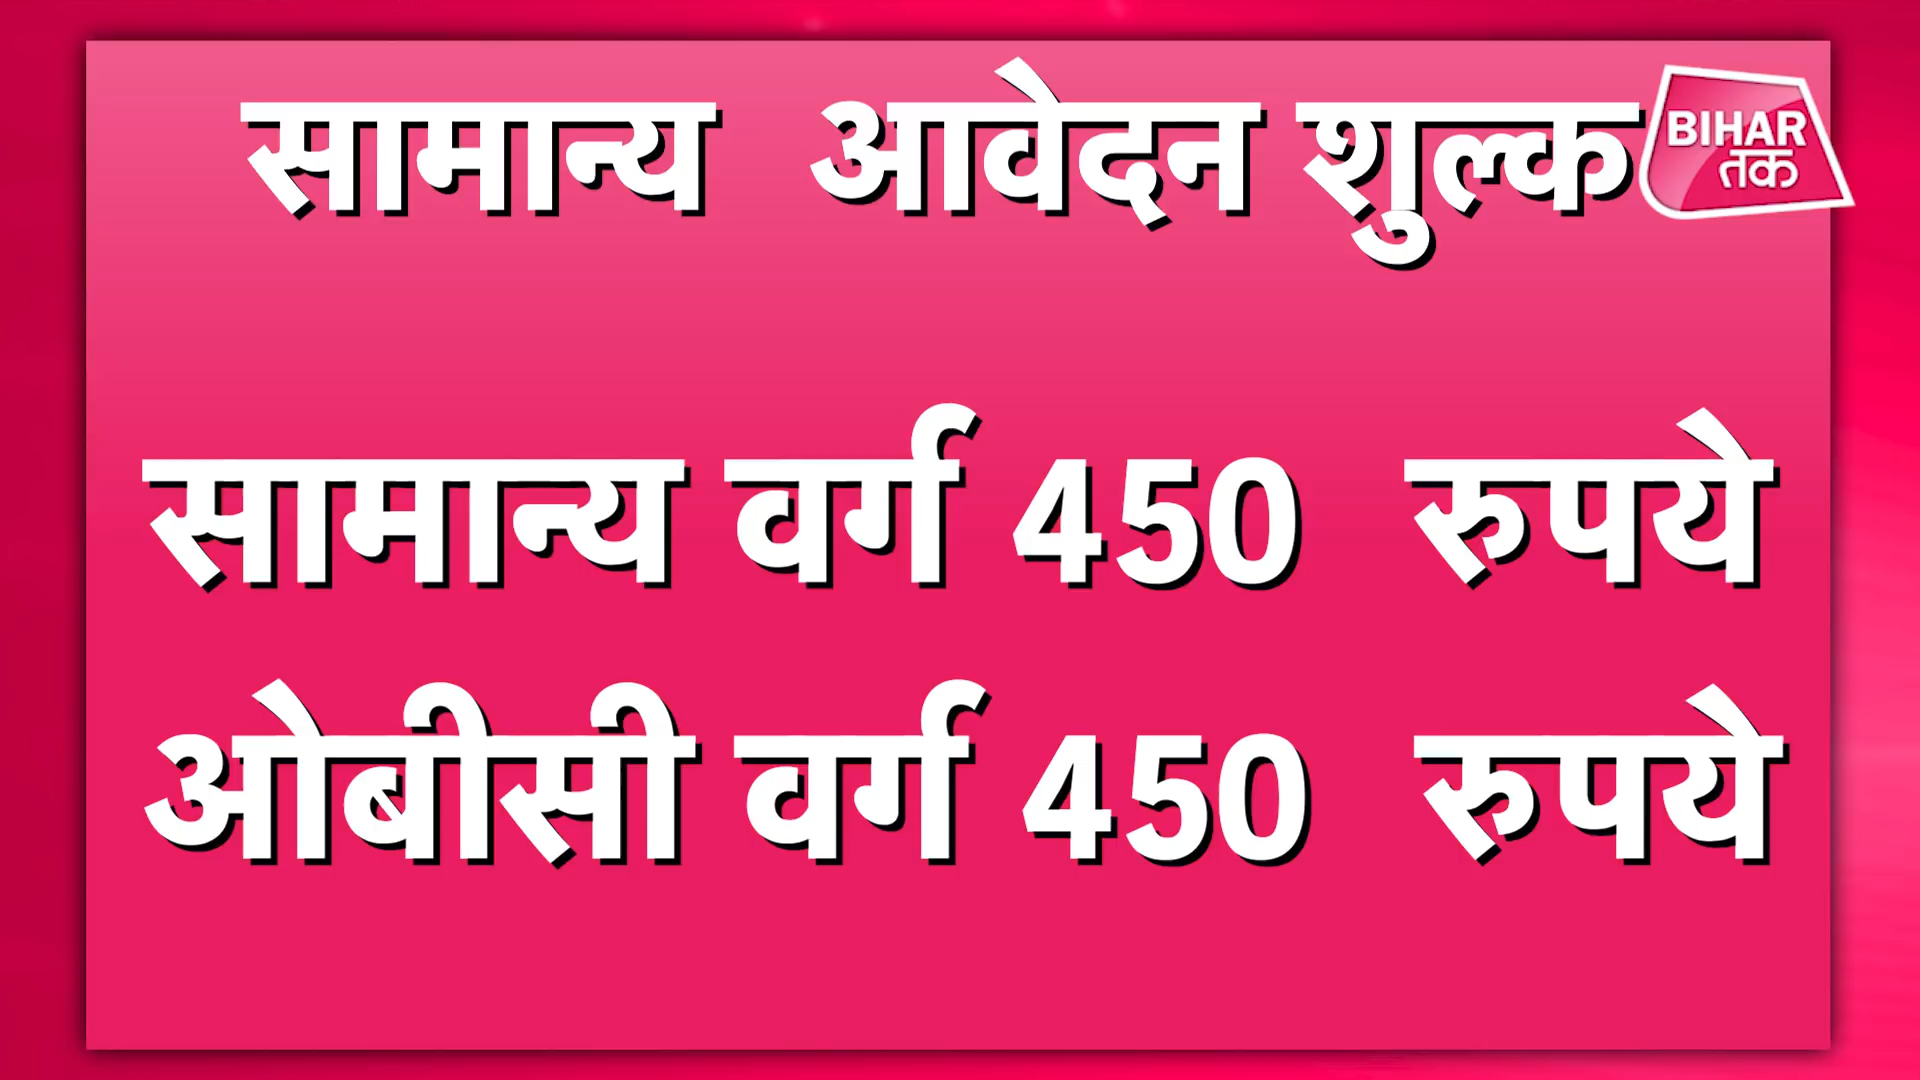 सामान्य आवेदन शुल्क
BIHAR
तक
सामान्य वर्ग 450 रुपये
ओबीसी वर्ग 450 रुपये